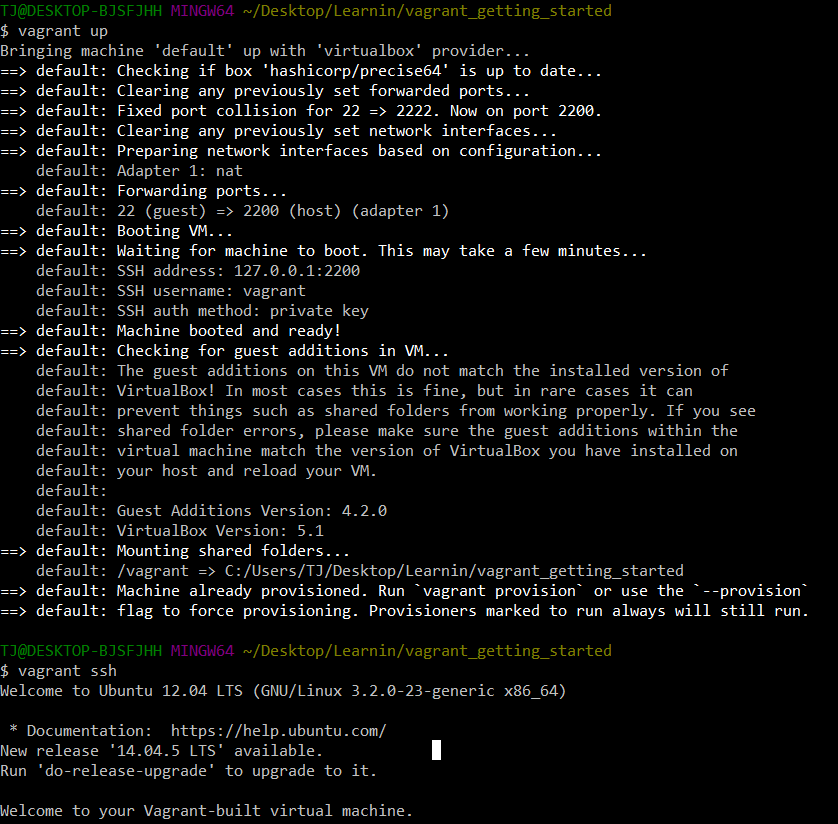 TJ@DESKTOP-BJSFJHH MINGW64 ~/Desktop/Learnin/vagrant_getting_started
$ vagrant up
Bringing machine 'default' up with 'virtualbox' provider...
==> default: Checking if box 'hashicorp/precise64' is up to date...
==> default: Clearing any previously set forwarded ports...
==> default: Fixed port collision for 22 => 2222. Now on port 2200.
==> default: Clearing any previously set network interfaces...
==> default: Preparing network interfaces based on configuration...
    default: Adapter 1: nat
==> default: Forwarding ports...
    default: 22 (guest) => 2200 (host) (adapter 1)
==> default: Booting VM...
==> default: Waiting for machine to boot. This may take a few minutes...
    default: SSH address: 127.0.0.1:2200
    default: SSH username: vagrant
    default: SSH auth method: private key
==> default: Machine booted and ready!
==> default: Checking for guest additions in VM...
    default: The guest additions on this VM do not match the installed version of
    default: VirtualBox! In most cases this is fine, but in rare cases it can
    default: prevent things such as shared folders from working properly. If you see
    default: shared folder errors, please make sure the guest additions within the
    default: virtual machine match the version of VirtualBox you have installed on
    default: your host and reload your VM.
    default:
    default: Guest Additions Version: 4.2.0
    default: VirtualBox Version: 5.1
==> default: Mounting shared folders...
    default: /vagrant => C:/Users/TJ/Desktop/Learnin/vagrant_getting_started
==> default: Machine already provisioned. Run `vagrant provision` or use the `--provision`
==> default: flag to force provisioning. Provisioners marked to run always will still run.

TJ@DESKTOP-BJSFJHH MINGW64 ~/Desktop/Learnin/vagrant_getting_started
$ vagrant ssh
Welcome to Ubuntu 12.04 LTS (GNU/Linux 3.2.0-23-generic x86_64)

 * Documentation:  https://help.ubuntu.com/
New release '14.04.5 LTS' available.
Run 'do-release-upgrade' to upgrade to it.

Welcome to your Vagrant-built virtual machine.